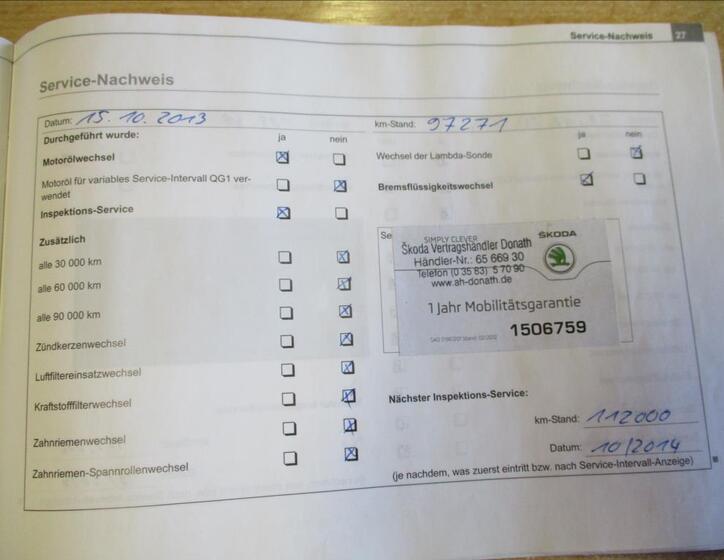 Service-Nachweis 27
Service-Nachweis
Datum: 15.10.2013
km-Stand: 97271
Durchgeführt wurde: ja nein
ja nein
Motorölwechsel
Wechsel der Lambda-Sonde
Motoröl für variables Service-Intervall QG1 ver-
wendet
Bremsflüssigkeitswechsel
Inspektions-Service
Zusätzlich
alle 30 000 km
alle 60 000 km
alle 90 000 km
Zündkerzenwechsel
Luftfiltereinsatzwechsel
Kraftstofffilterwechsel
Zahnriemenwechsel
Zahnriemen-Spannrollenwechsel
Se
SIMPLY CLEVER
ŠKODA
Škoda Vertragshändler Donath
Händler-Nr.: 65 669 30
Telefon (0 35 83) 5 70 90
www.ah-donath.de
1 Jahr Mobilitätsgarantie
1506759
Nächster Inspektions-Service:
km-Stand: 112000
Datum: 10/2014
(je nachdem, was zuerst eintritt bzw. nach Service-Intervall-Anzeige)